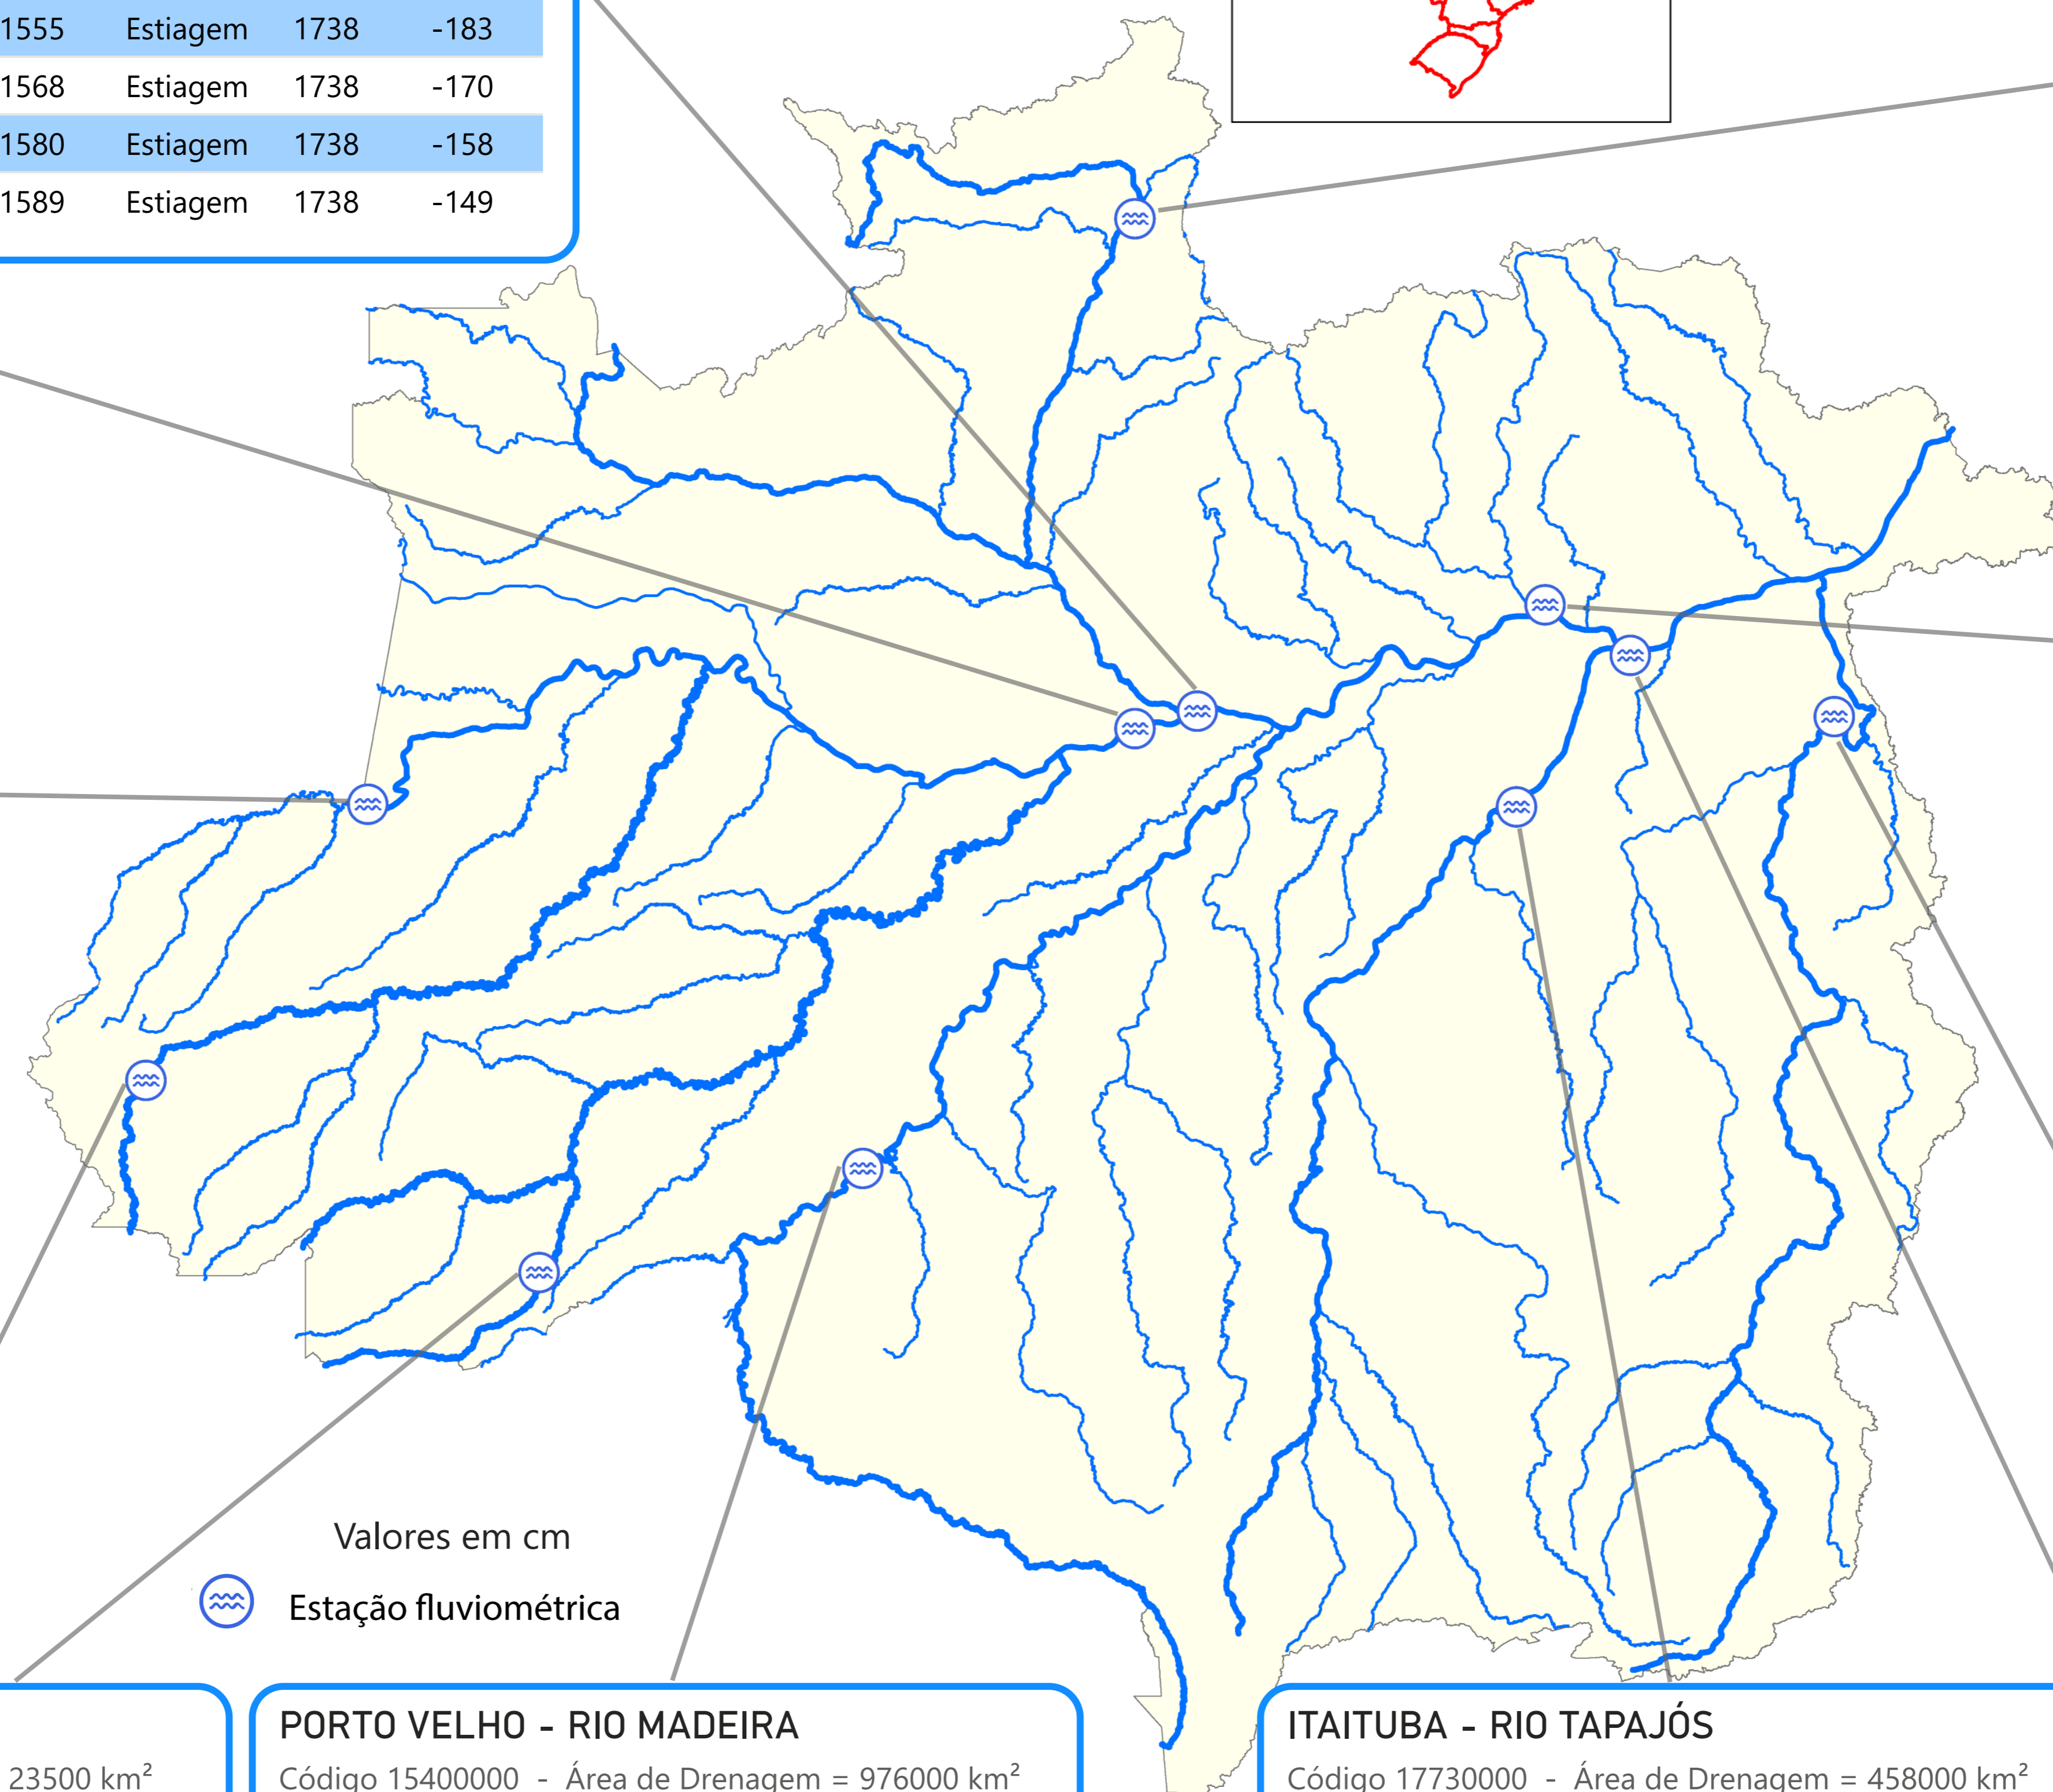 1555 Estiagem 1738 -183
1568 Estiagem 1738 -170
1580 Estiagem 1738 -158
1589 Estiagem 1738 -149
Valores em cm
Estação fluviométrica
23500 km²
PORTO VELHO - RIO MADEIRA
Código 15400000 - Área de Drenagem = 976000 km²
ITAITUBA - RIO TAPAJÓS
Código 17730000 - Área de Drenagem = 458000 km²